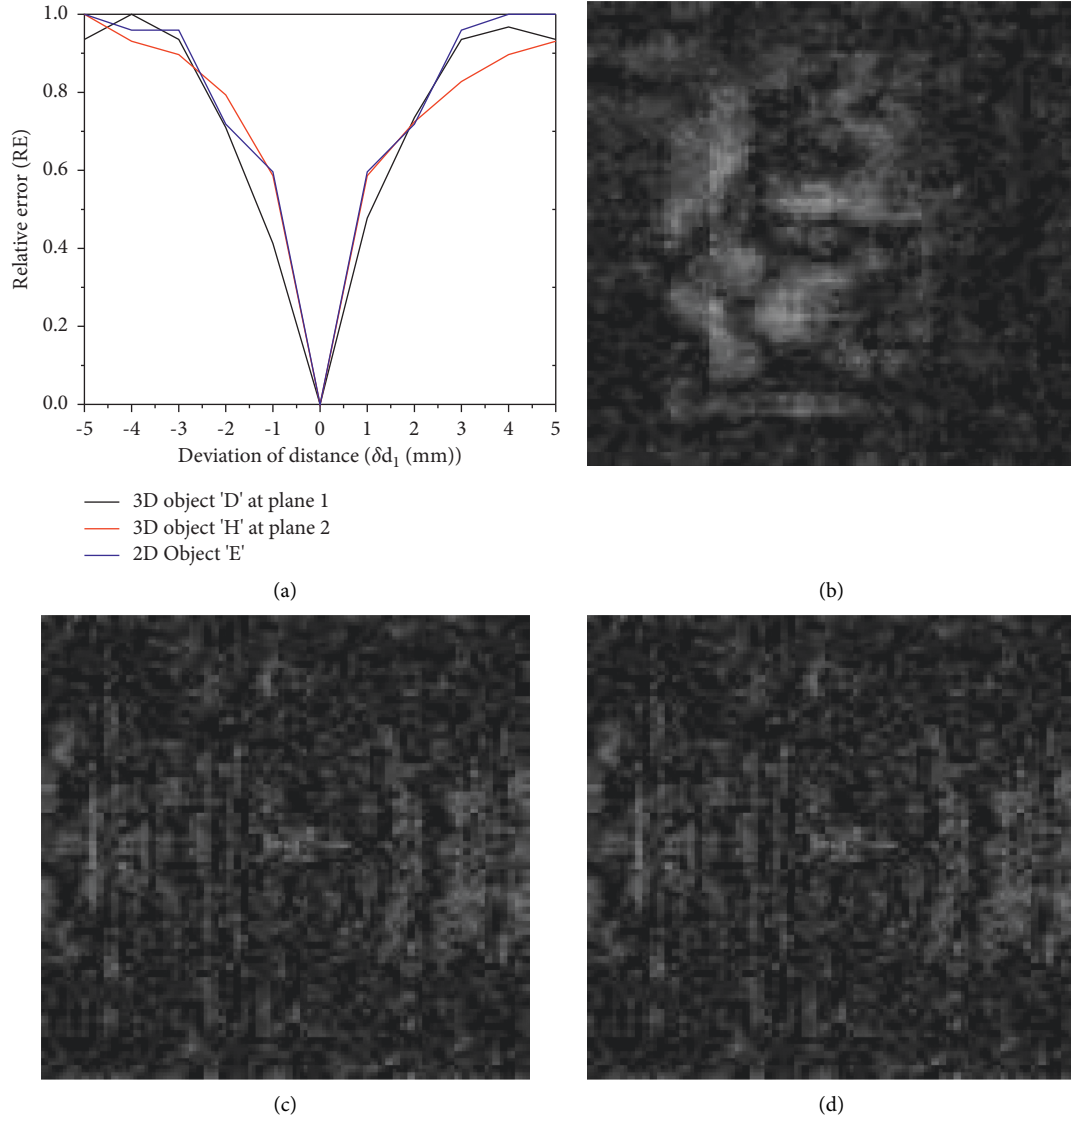 1.0
0.8
0.6
0.4
0.2
0.0
Relative error (RE)
-5 -4 -3 -2 -1 0 1 2 3 4 5
Deviation of distance (δd₁ (mm))
3D object 'D' at plane 1
3D object 'H' at plane 2
2D Object 'E'
(a)
(b)
(c)
(d)